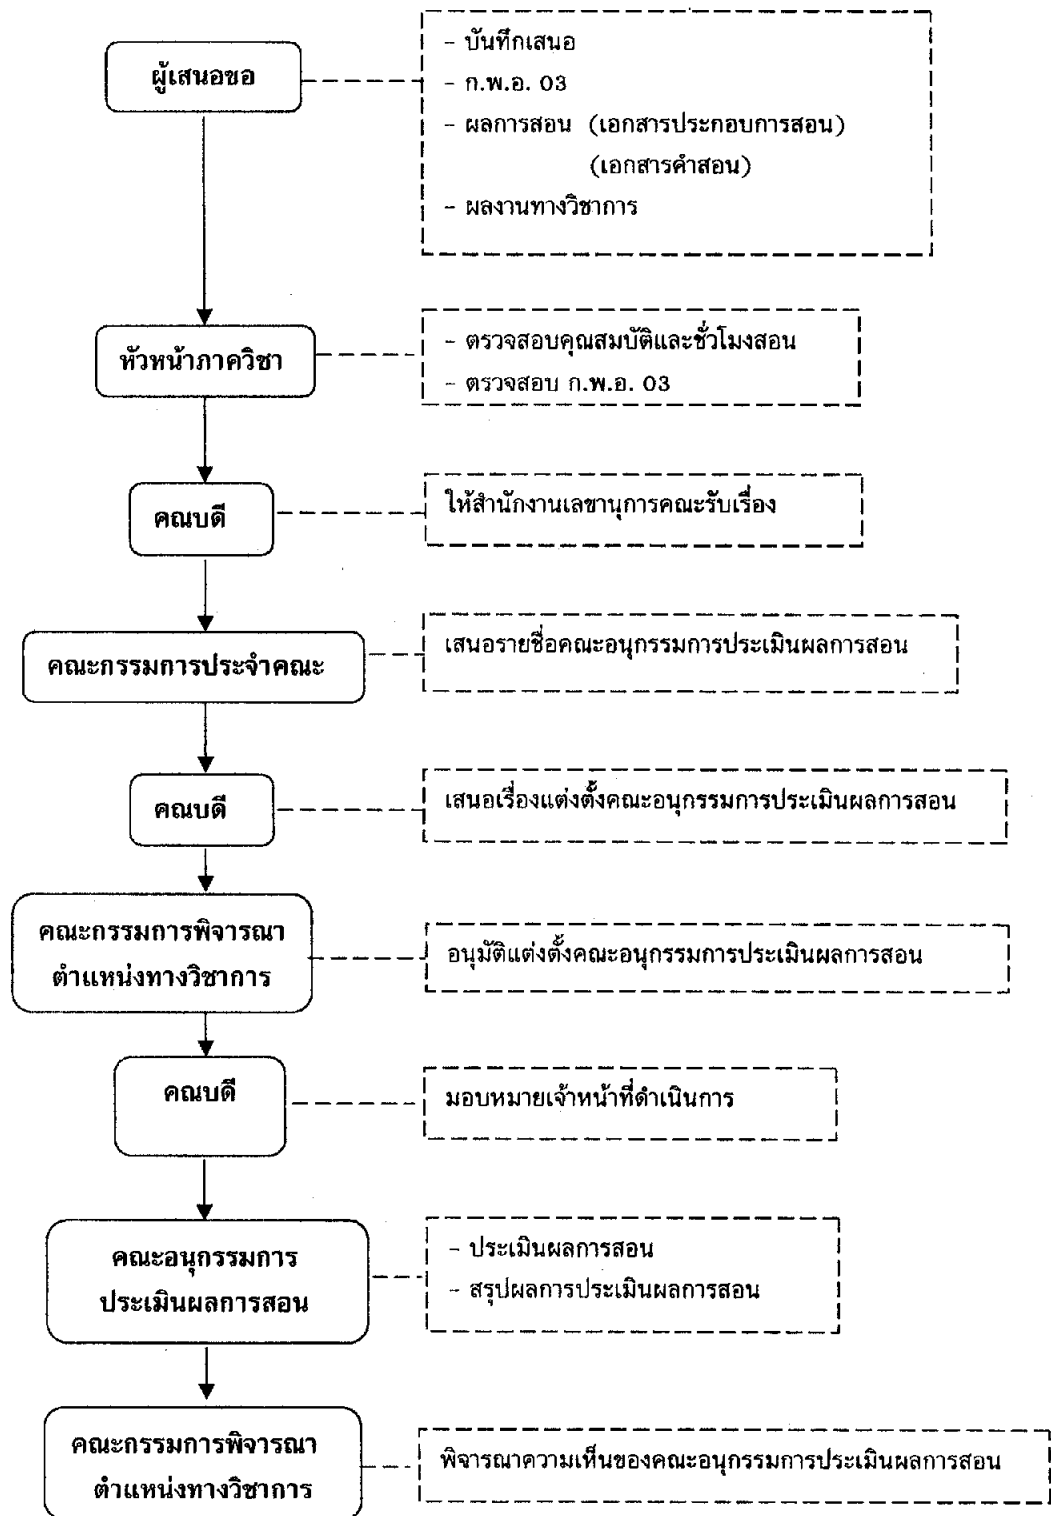 ผู้เสนอขอ
- บันทึกเสนอ
- ก.พ.อ. 03
- ผลการสอน (เอกสารประกอบการสอน)
(เอกสารคำสอน)
- ผลงานทางวิชาการ
หัวหน้าภาควิชา
- ตรวจสอบคุณสมบัติและชั่วโมงสอน
- ตรวจสอบ ก.พ.อ. 03
คณบดี
ให้สำนักงานเลขานุการคณะรับเรื่อง
คณะกรรมการประจำคณะ
เสนอรายชื่อคณะอนุกรรมการประเมินผลการสอน
คณบดี
เสนอเรื่องแต่งตั้งคณะอนุกรรมการประเมินผลการสอน
คณะกรรมการพิจารณา
ตำแหน่งทางวิชาการ
อนุมัติแต่งตั้งคณะอนุกรรมการประเมินผลการสอน
คณบดี
มอบหมายเจ้าหน้าที่ดำเนินการ
คณะอนุกรรมการ
ประเมินผลการสอน
- ประเมินผลการสอน
- สรุปผลการประเมินผลการสอน
คณะกรรมการพิจารณา
ตำแหน่งทางวิชาการ
พิจารณาความเห็นของคณะอนุกรรมการประเมินผลการสอน